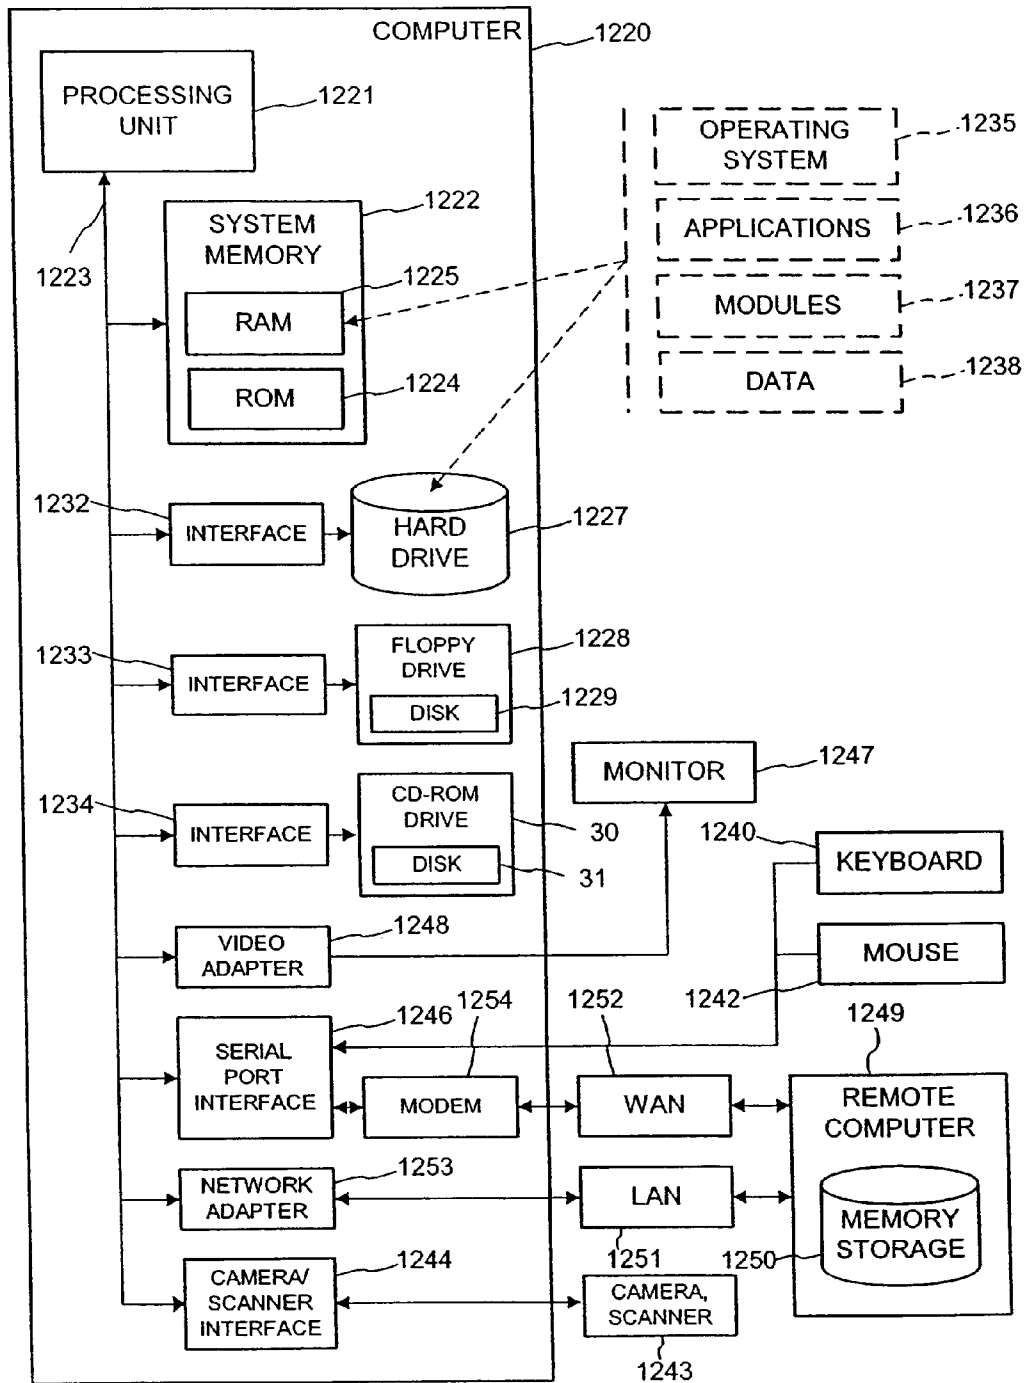 COMPUTER
1220
PROCESSING
UNIT
1221
1223
SYSTEM
MEMORY
1222
1225
RAM
1224
ROM
OPERATING
SYSTEM
1235
APPLICATIONS
1236
MODULES
1237
DATA
1238
1232
INTERFACE
HARD
DRIVE
1227
1233
INTERFACE
FLOPPY
DRIVE
1228
DISK
1229
1234
INTERFACE
CD-ROM
DRIVE
30
DISK
31
MONITOR
1247
1240
KEYBOARD
MOUSE
1242
VIDEO
ADAPTER
1248
1246
SERIAL
PORT
INTERFACE
1254
MODEM
1252
WAN
1249
REMOTE
COMPUTER
MEMORY
STORAGE
1250
1253
NETWORK
ADAPTER
LAN
1251
1244
CAMERA/
SCANNER
INTERFACE
CAMERA,
SCANNER
1243